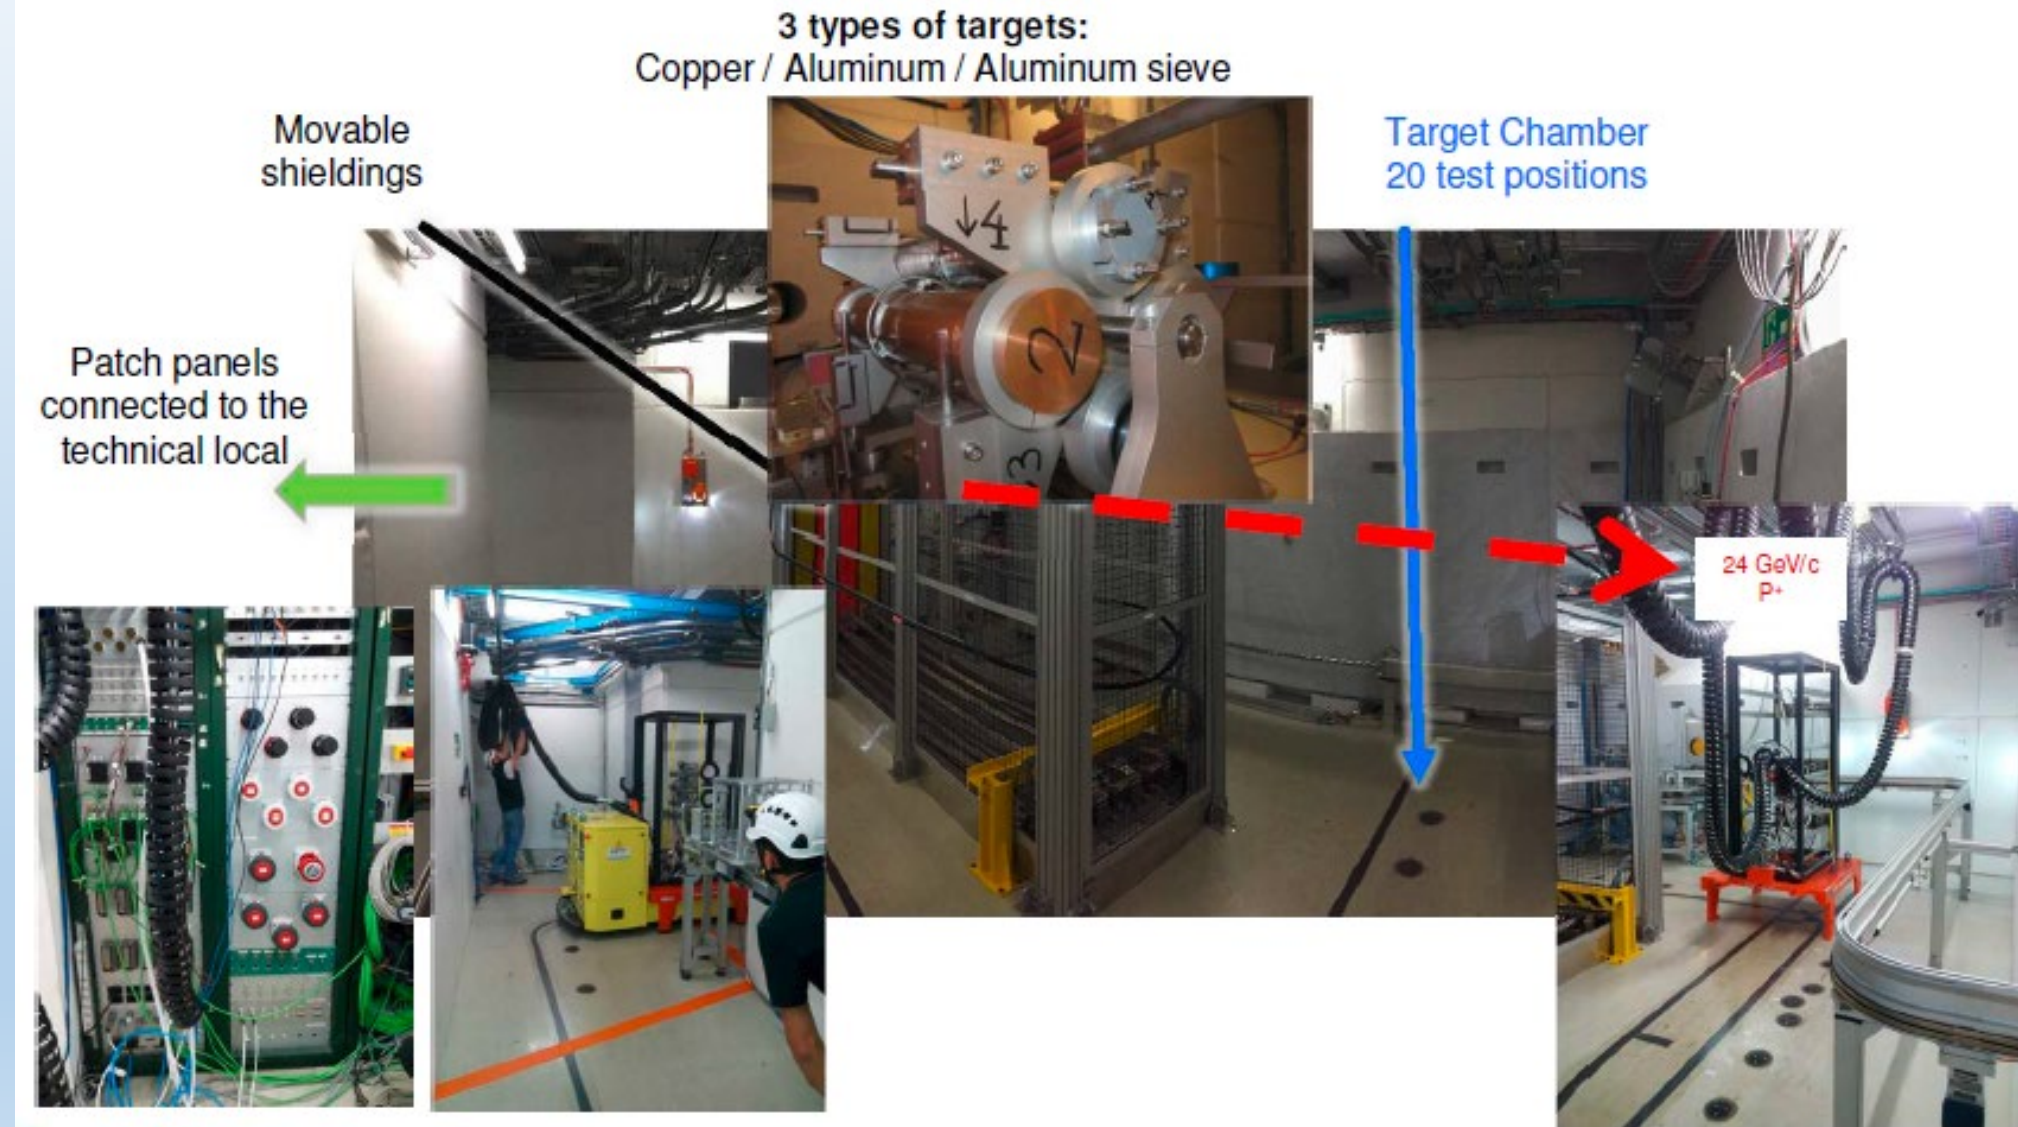 3 types of targets:
Copper / Aluminum / Aluminum sieve
Movable
shieldings
Target Chamber
20 test positions
↓4
2
3
Patch panels
connected to the
technical local
24 GeV/c
P⁺